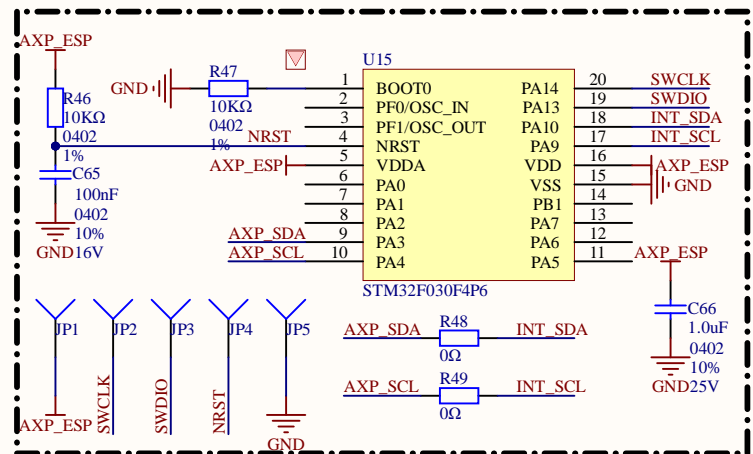 AXP_ESP
R46
10KΩ
0402
1%
C65
100nF
0402
10%
16V
GND
GND
R47
10KΩ
0402
1%
NRST
AXP_ESP
AXP_SDA
AXP_SCL
U15
1 BOOT0 PA14 20 SWCLK
2 PF0/OSC_IN PA13 19 SWDIO
3 PF1/OSC_OUT PA10 18 INT_SDA
4 NRST PA9 17 INT_SCL
5 VDDA VDD 16 AXP_ESP
6 PA0 VSS 15 GND
7 PA1 PB1 14
8 PA2 PA7 13
9 PA3 PA6 12
10 PA4 PA5 11
STM32F030F4P6
AXP_ESP
C66
1.0uF
0402
10%
25V
GND
JP1 JP2 JP3 JP4 JP5
AXP_ESP
SWCLK
SWDIO
NRST
GND
AXP_SDA R48 INT_SDA
0Ω
AXP_SCL R49 INT_SCL
0Ω